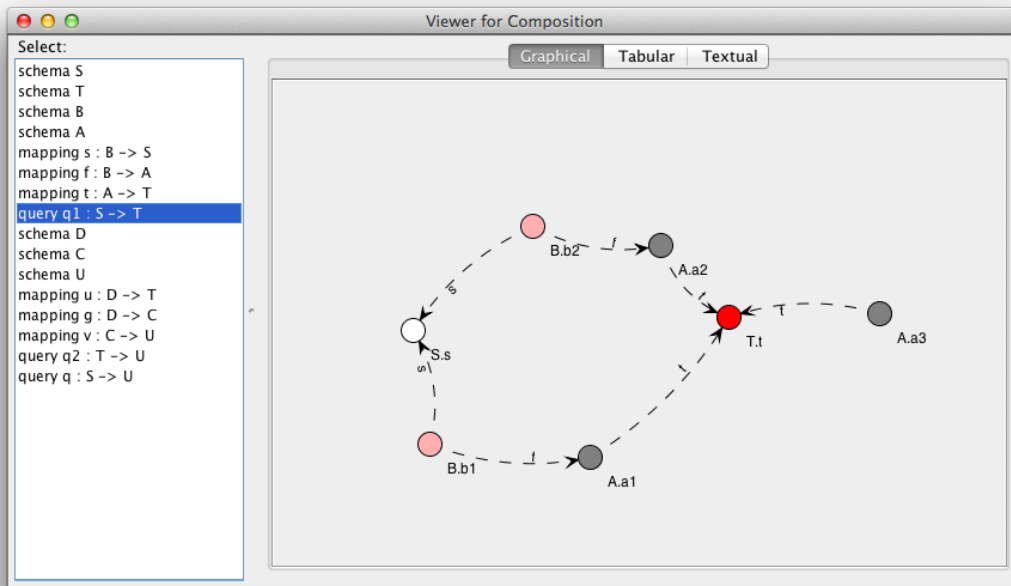 Viewer for Composition
Select:
Graphical Tabular Textual
schema S
schema T
schema B
schema A
mapping s : B -> S
mapping f : B -> A
mapping t : A -> T
query q1 : S -> T
schema D
schema C
schema U
mapping u : D -> T
mapping g : D -> C
mapping v : C -> U
query q2 : T -> U
query q : S -> U
B.b2
f
A.a2
s
t
t
T.t
A.a3
S.s
s
t
B.b1
f
A.a1